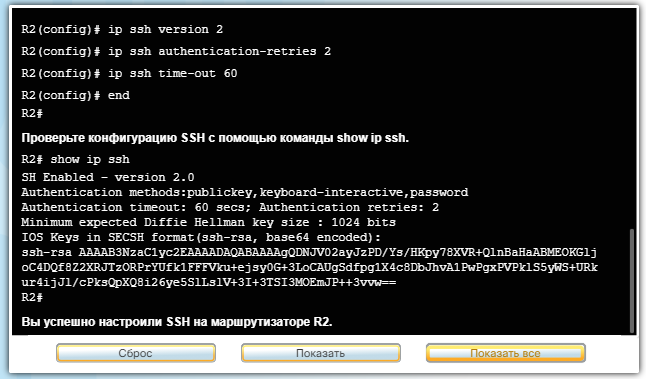 R2(config)# ip ssh version 2
R2(config)# ip ssh authentication-retries 2
R2(config)# ip ssh time-out 60
R2(config)# end
R2#
Проверьте конфигурацию SSH с помощью команды show ip ssh.
R2# show ip ssh
SH Enabled - version 2.0
Authentication methods:publickey,keyboard-interactive,password
Authentication timeout: 60 secs; Authentication retries: 2
Minimum expected Diffie Hellman key size : 1024 bits
IOS Keys in SECSH format(ssh-rsa, base64 encoded):
ssh-rsa AAAAB3NzaC1yc2EAAAADAQABAAAAgQDNJV02ayJzPD/Ys/HKpy78XVR+QlnBaHaABMEOKGlj
oC4DQf8Z2XRJTzORPrYUfk1FFFVku+ejsy0G+3LoCAUgSdfpg1X4c8DbJhvA1PwPgxPVPklS5yWS+URk
ur4ijJl/cPksQpXQ8i26ye5SlLslV+3I+3TSI3MOEmJP++3vvw==
R2#
Вы успешно настроили SSH на маршрутизаторе R2.
Сброс
Показать
Показать все